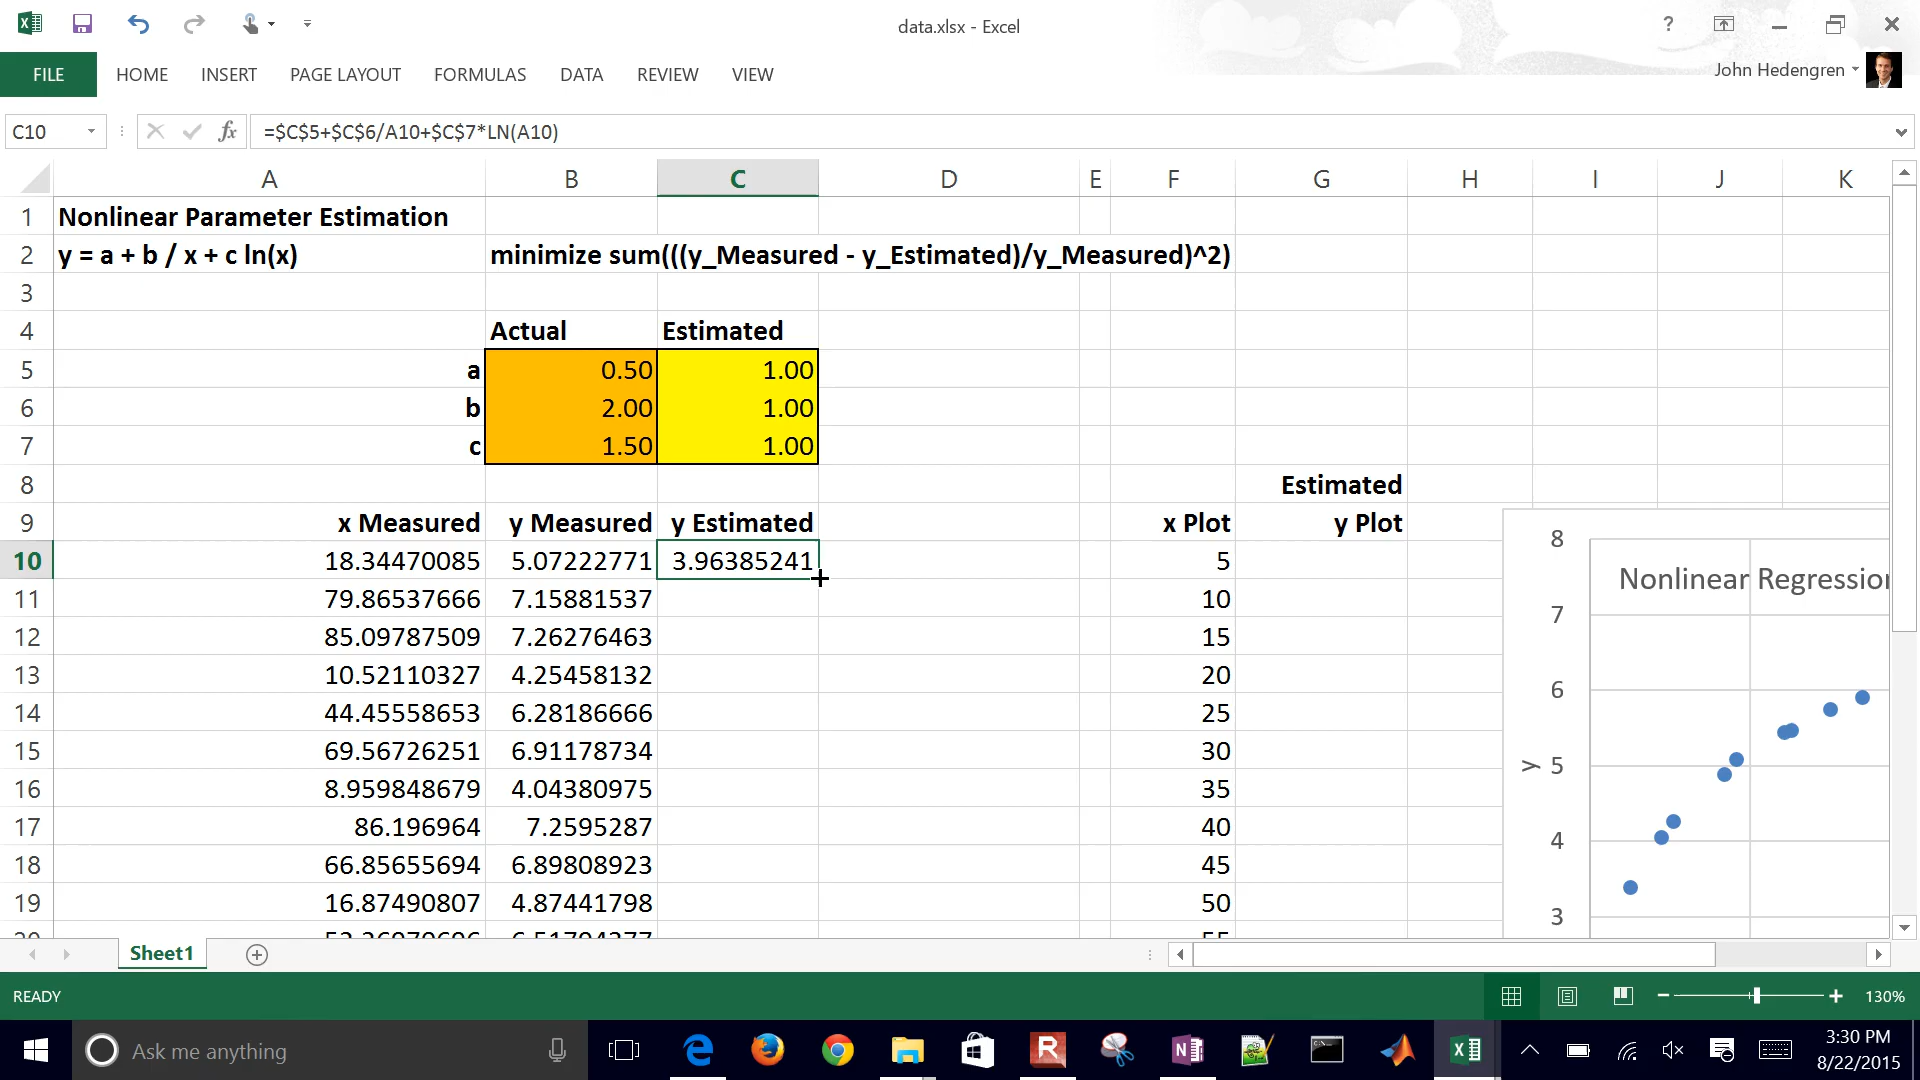 data.xlsx - Excel
?
FILE HOME INSERT PAGE LAYOUT FORMULAS DATA REVIEW VIEW
John Hedengren
C10 fx =$C$5+$C$6/A10+$C$7*LN(A10)
A B C D E F G H I J K
1 Nonlinear Parameter Estimation
2 y = a + b / x + c ln(x) minimize sum(((y_Measured - y_Estimated)/y_Measured)^2)
3
4 Actual Estimated
5 a 0.50 1.00
6 b 2.00 1.00
7 c 1.50 1.00
8 Estimated
9 x Measured y Measured y Estimated x Plot y Plot
10 18.34470085 5.07222771 3.96385241 5
11 79.86537666 7.15881537 10
12 85.09787509 7.26276463 15
13 10.52110327 4.25458132 20
14 44.45558653 6.28186666 25
15 69.56726251 6.91178734 30
16 8.959848679 4.04380975 35
17 86.196964 7.2595287 40
18 66.85655694 6.89808923 45
19 16.87490807 4.87441798 50
8
Nonlinear Regression
7
6
y 5
4
3
Sheet1
READY
130%
Ask me anything
3:30 PM
8/22/2015